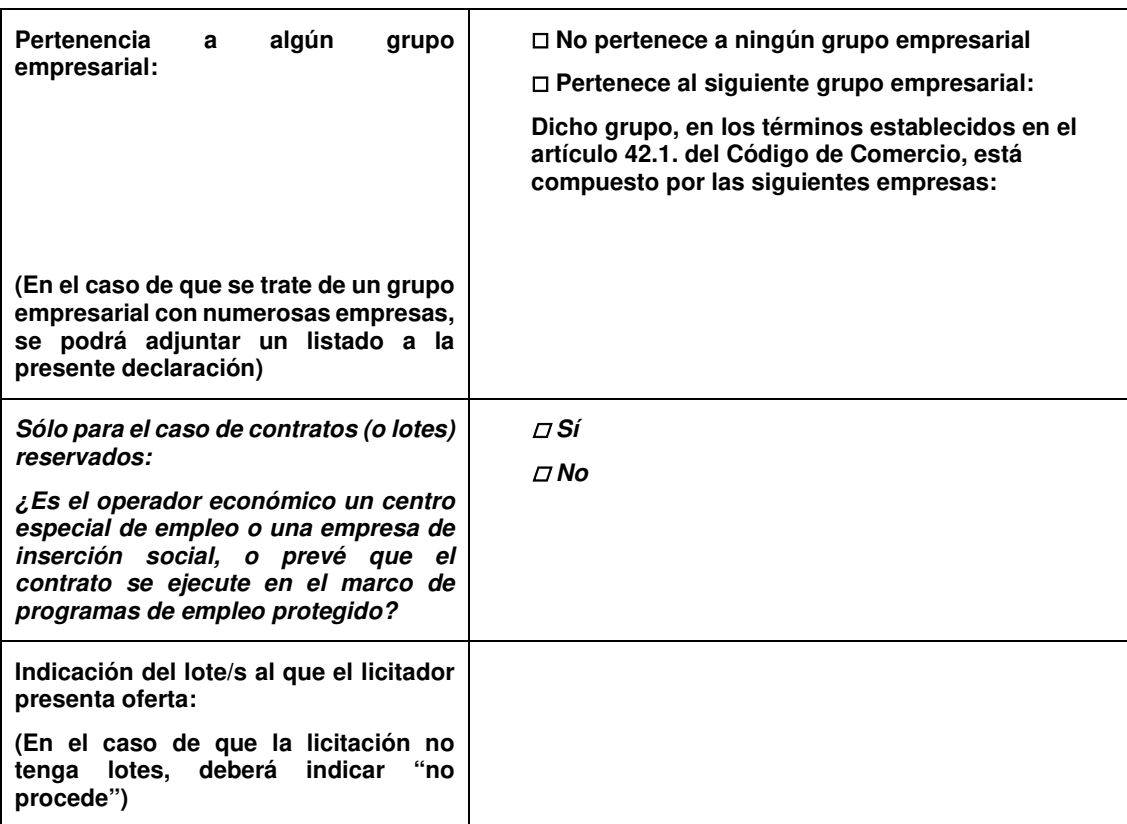 Pertenencia a algún grupo
empresarial:
(En el caso de que se trate de un grupo
empresarial con numerosas empresas,
se podrá adjuntar un listado a la
presente declaración)
□ No pertenece a ningún grupo empresarial
□ Pertenece al siguiente grupo empresarial:
Dicho grupo, en los términos establecidos en el
artículo 42.1. del Código de Comercio, está
compuesto por las siguientes empresas:
Sólo para el caso de contratos (o lotes)
reservados:
¿Es el operador económico un centro
especial de empleo o una empresa de
inserción social, o prevé que el
contrato se ejecute en el marco de
programas de empleo protegido?
□ Sí
□ No
Indicación del lote/s al que el licitador
presenta oferta:
(En el caso de que la licitación no
tenga lotes, deberá indicar “no
procede”)